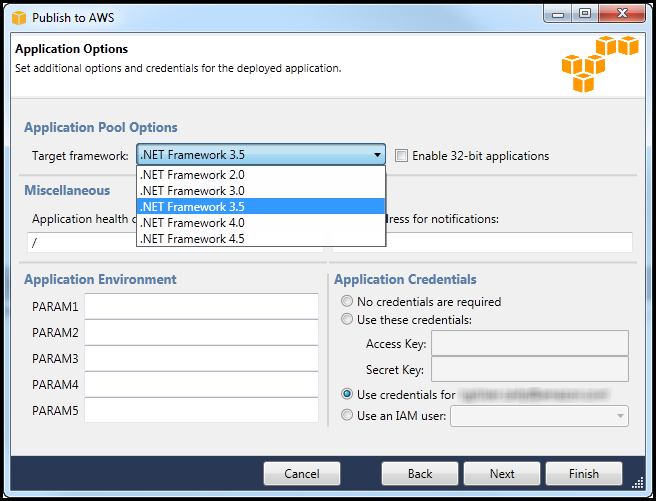 Publish to AWS
Application Options
Set additional options and credentials for the deployed application.
Application Pool Options
Target framework: .NET Framework 3.5 Enable 32-bit applications
.NET Framework 2.0
.NET Framework 3.0
.NET Framework 3.5
.NET Framework 4.0
.NET Framework 4.5
Miscellaneous
Application health for notifications:
/
Application Environment
PARAM1
PARAM2
PARAM3
PARAM4
PARAM5
Application Credentials
No credentials are required
Use these credentials:
Access Key:
Secret Key:
Use credentials for
Use an IAM user:
Cancel Back Next Finish